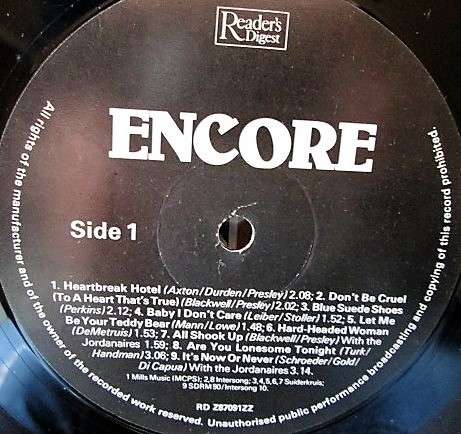 Reader's
Digest
ENCORE
Side 1
1. Heartbreak Hotel (Axton/Durden/Presley) 2.08; 2. Don't Be Cruel
(To A Heart That's True) (Blackwell/Presley) 2.02; 3. Blue Suede Shoes
(Perkins) 2.12; 4. Baby I Don't Care (Leiber/Stoller) 1.52; 5. Let Me
Be Your Teddy Bear (Mann/Lowe) 1.48; 6. Hard-Headed Woman
(DeMetruis) 1.53; 7. All Shook Up (Blackwell/Presley) With the
Jordanaires 1.59; 8. Are You Lonesome Tonight (Turk/
Handman) 3.06; 9. It's Now Or Never (Schroeder/Gold/
Di Capua) With the Jordanaires 3.14.
1 Mills Music (MCPS); 2,8 Intersong; 3,4,5,6,7 Suiderkruis;
9 SDRM 90/Intersong.
RD Z87091ZZ
All rights of the manufacturer and of the owner of the recorded work reserved. Unauthorised public performance broadcasting and copying of this record prohibited.